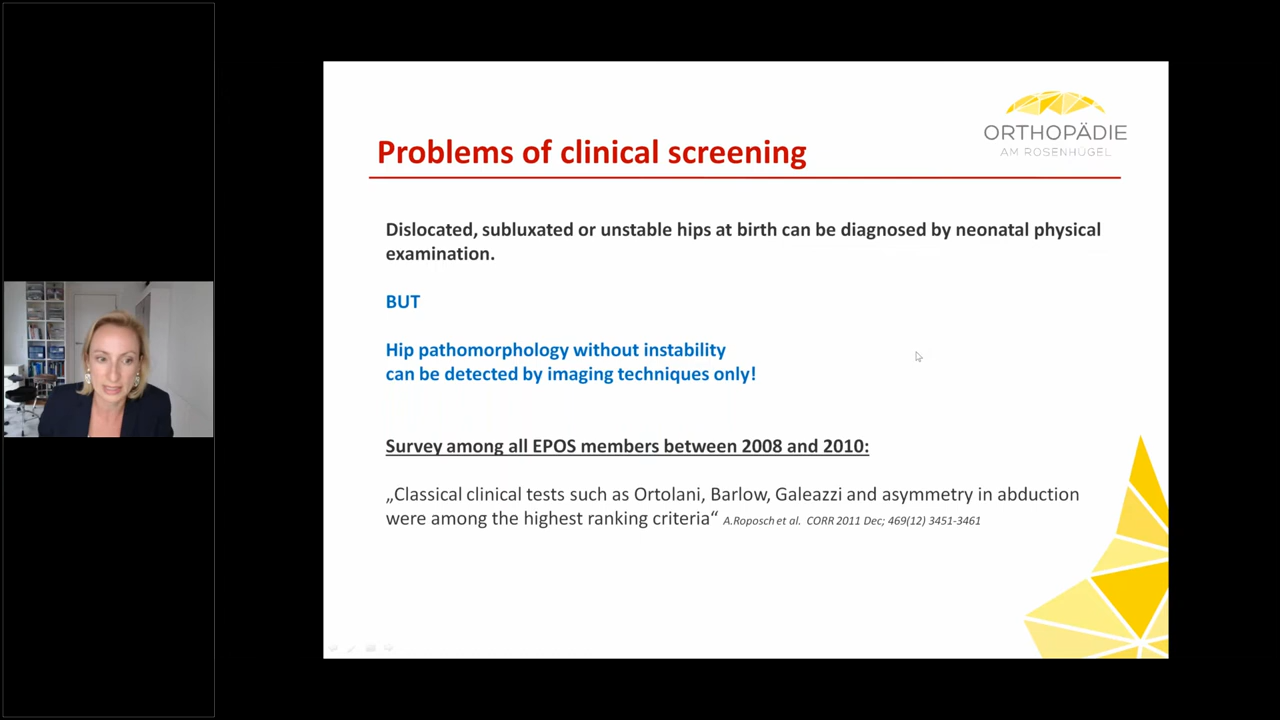 ORTHOPÄDIE
AM ROSENHÜGEL
Problems of clinical screening
Dislocated, subluxated or unstable hips at birth can be diagnosed by neonatal physical
examination.
BUT
Hip pathomorphology without instability
can be detected by imaging techniques only!
Survey among all EPOS members between 2008 and 2010:
„Classical clinical tests such as Ortolani, Barlow, Galeazzi and asymmetry in abduction
were among the highest ranking criteria“ A.Roposch et al. CORR 2011 Dec; 469(12) 3451-3461